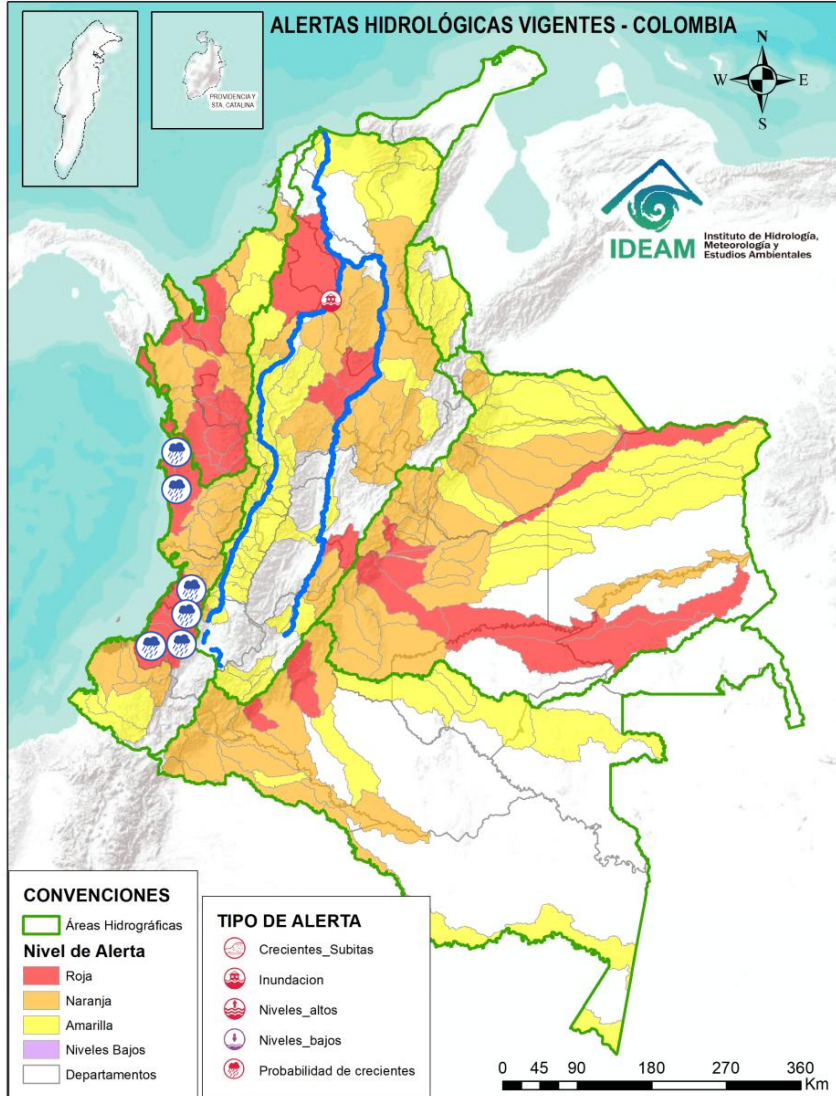 ALERTAS HIDROLÓGICAS VIGENTES - COLOMBIA
PROVIDENCIA Y
STA. CATALINA
N
W
E
S
IDEAM
Instituto de Hidrología,
Meteorología y
Estudios Ambientales
CONVENCIONES
Áreas Hidrográficas
Nivel de Alerta
Roja
Naranja
Amarilla
Niveles Bajos
Departamentos
TIPO DE ALERTA
Crecientes_Subitas
Inundacion
Niveles_altos
Niveles_bajos
Probabilidad de crecientes
0 45 90 180 270 360
Km